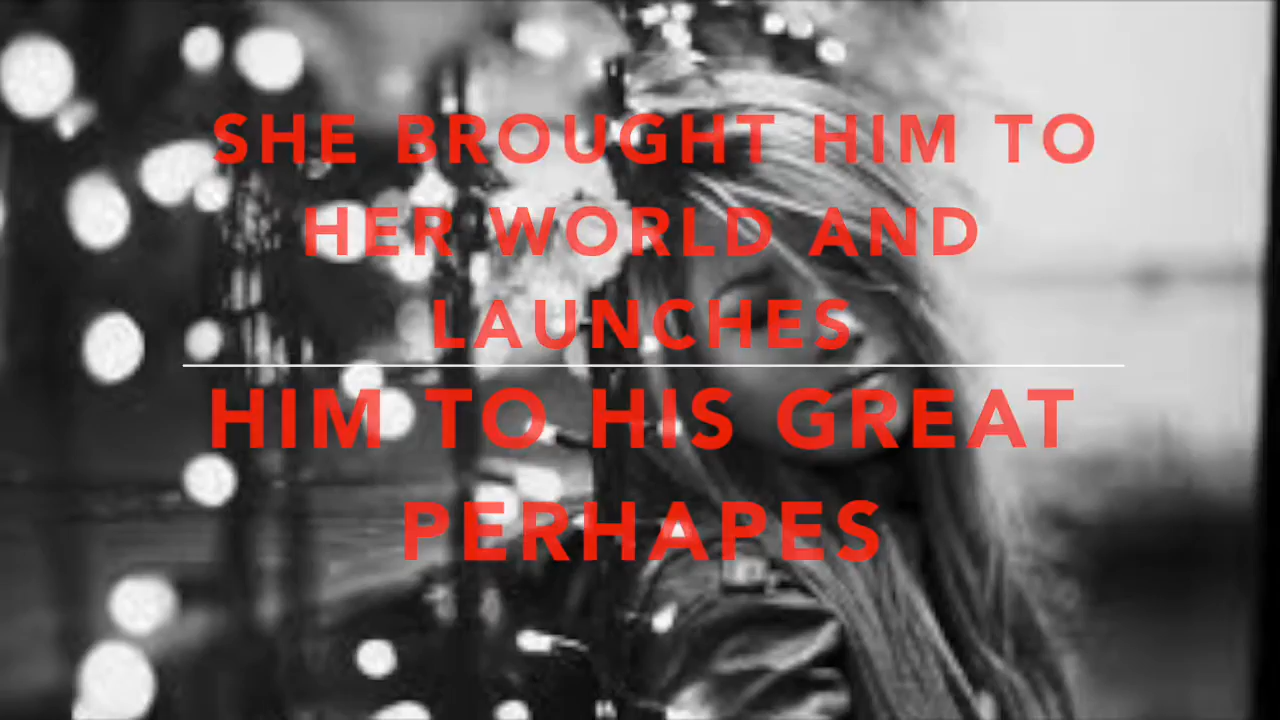 SHE BROUGHT HIM TO
HER WORLD AND
LAUNCHES
HIM TO HIS GREAT
PERHAPES